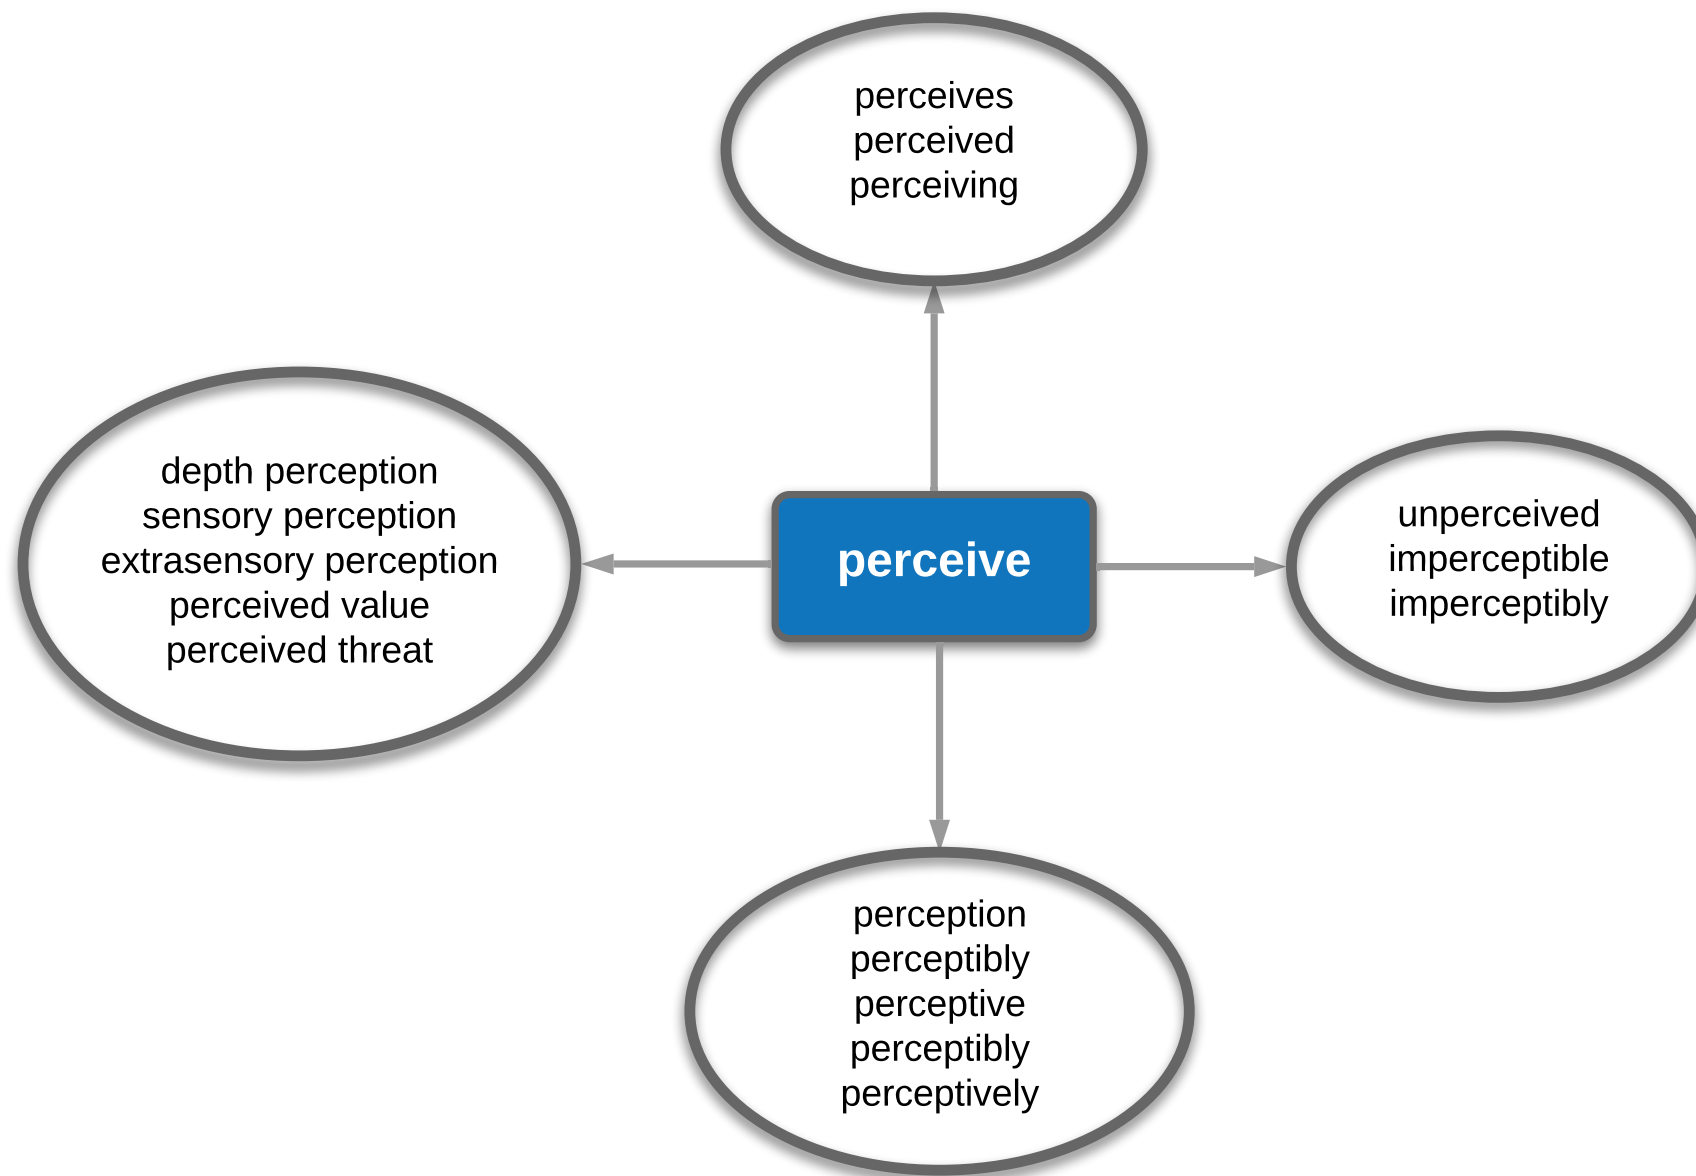 perceives
perceived
perceiving
depth perception
sensory perception
extrasensory perception
perceived value
perceived threat
perceive
unperceived
imperceptible
imperceptibly
perception
perceptibly
perceptive
perceptibly
perceptively